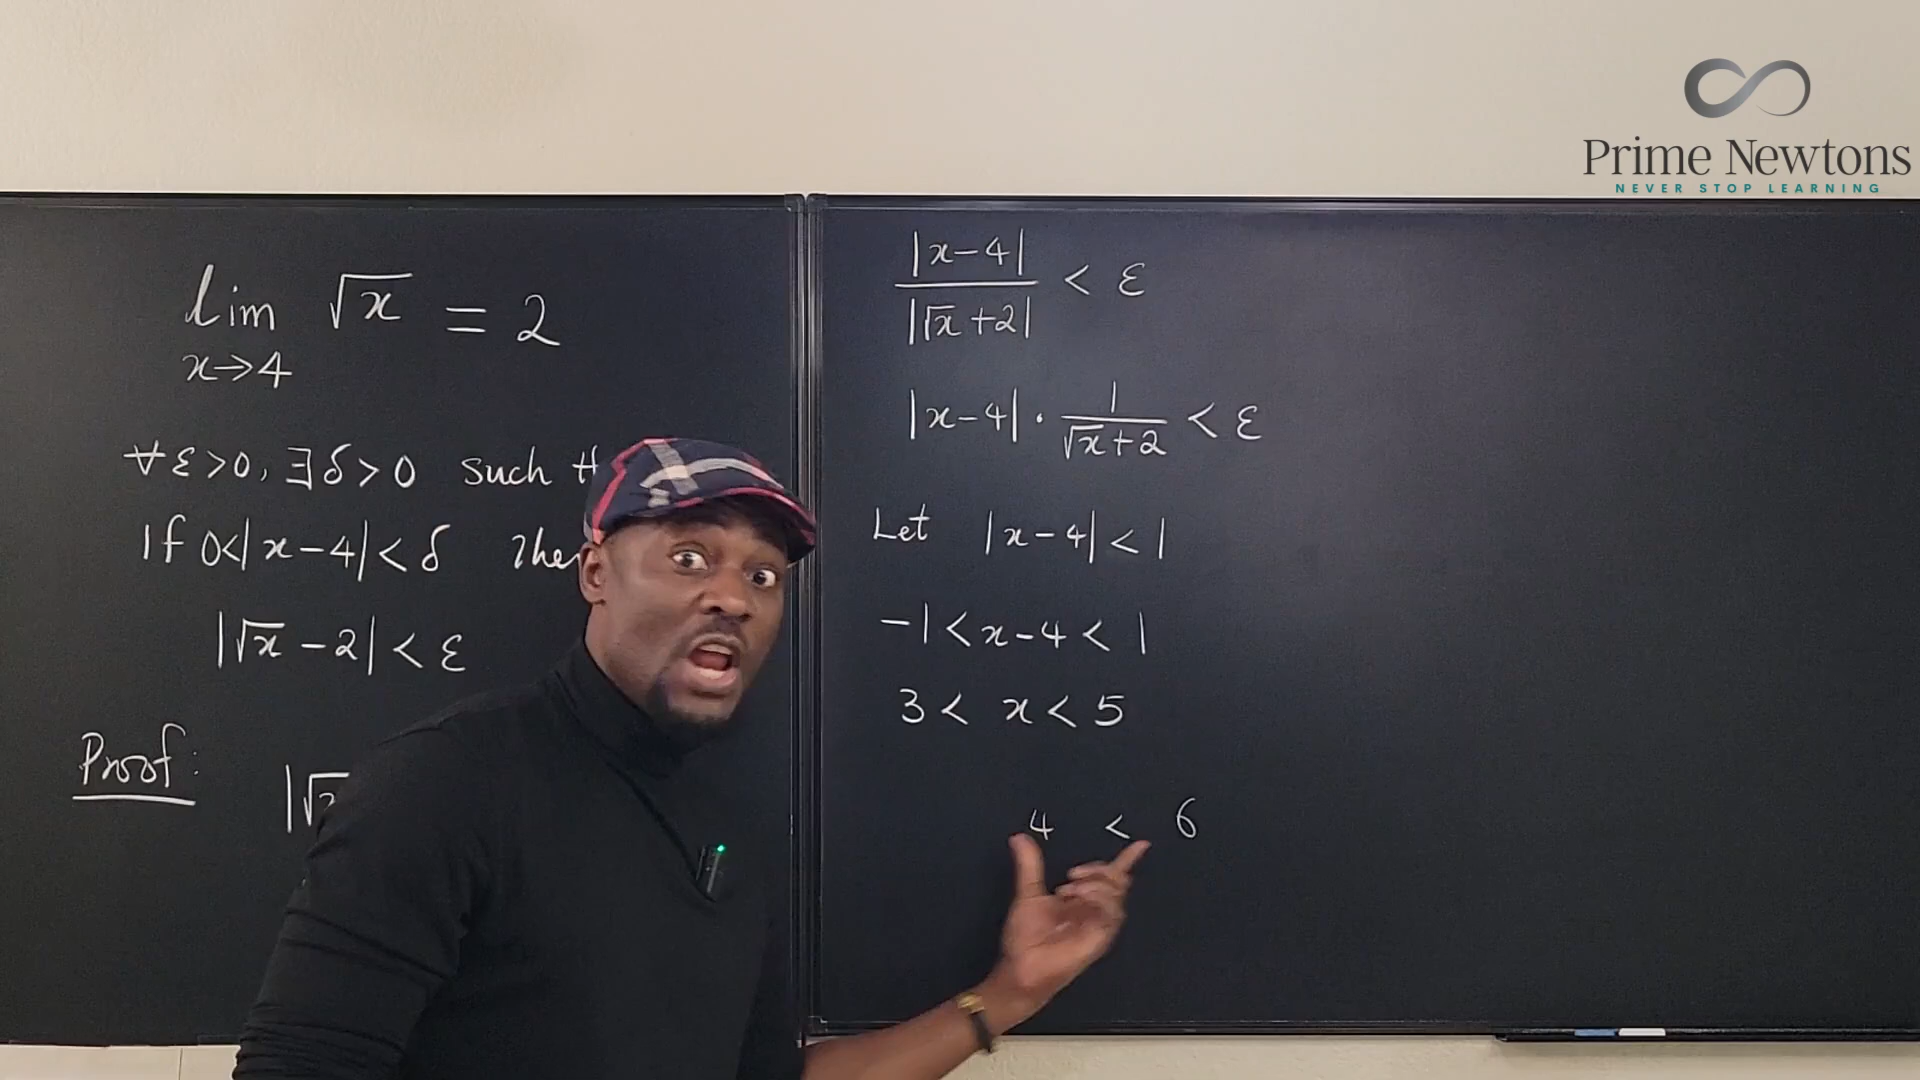 Prime Newtons
NEVER STOP LEARNING
lim √x = 2
x→4
∀ε>0, ∃δ>0 such
If 0<|x-4|<δ
|√x - 2| < ε
Proof:
|x-4|
/|√x+2| < ε
|x-4| · 1/(√x+2) < ε
Let |x-4| < 1
-1 < x-4 < 1
3 < x < 5
4 < 6